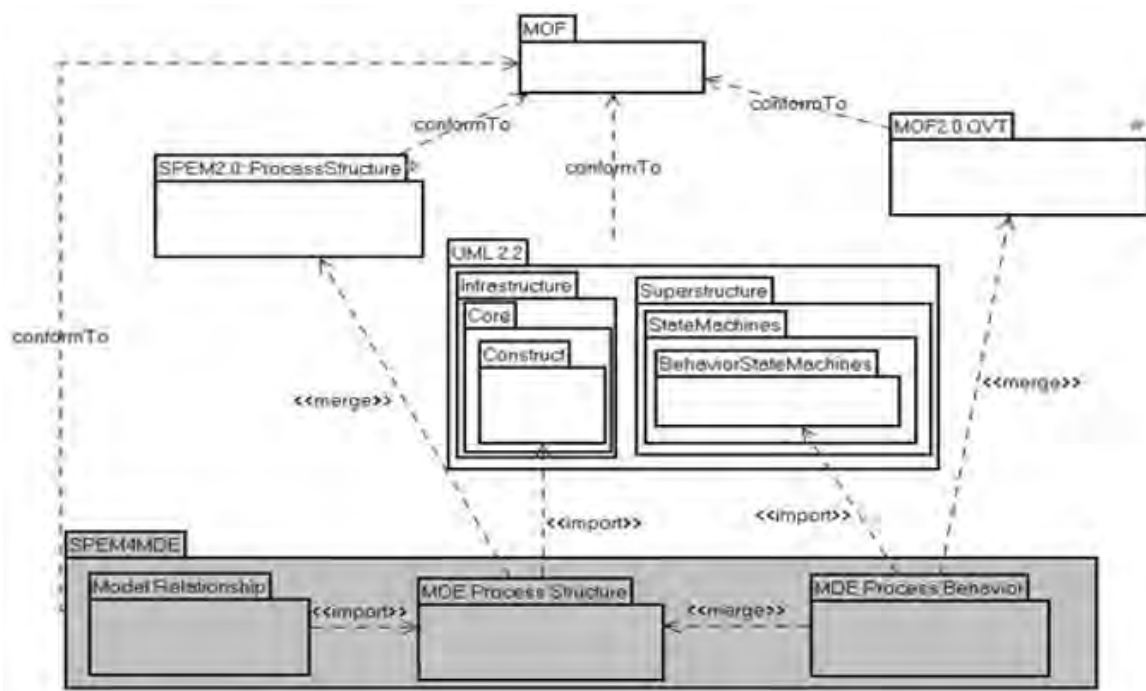 MOF
conformTo
conformTo
MOF2.0.QVT
SPEM2.0::ProcessStructure
conformTo
UML 2.2
Infrastructure
Superstructure
Core
StateMachines
conformTo
Construct
BehaviorStateMachines
<<merge>>
<<merge>>
<<import>>
<<import>>
SPEM4MDE
Model Relationship
MDE Process Structure
MDE Process Behavior
<<import>>
<<merge>>